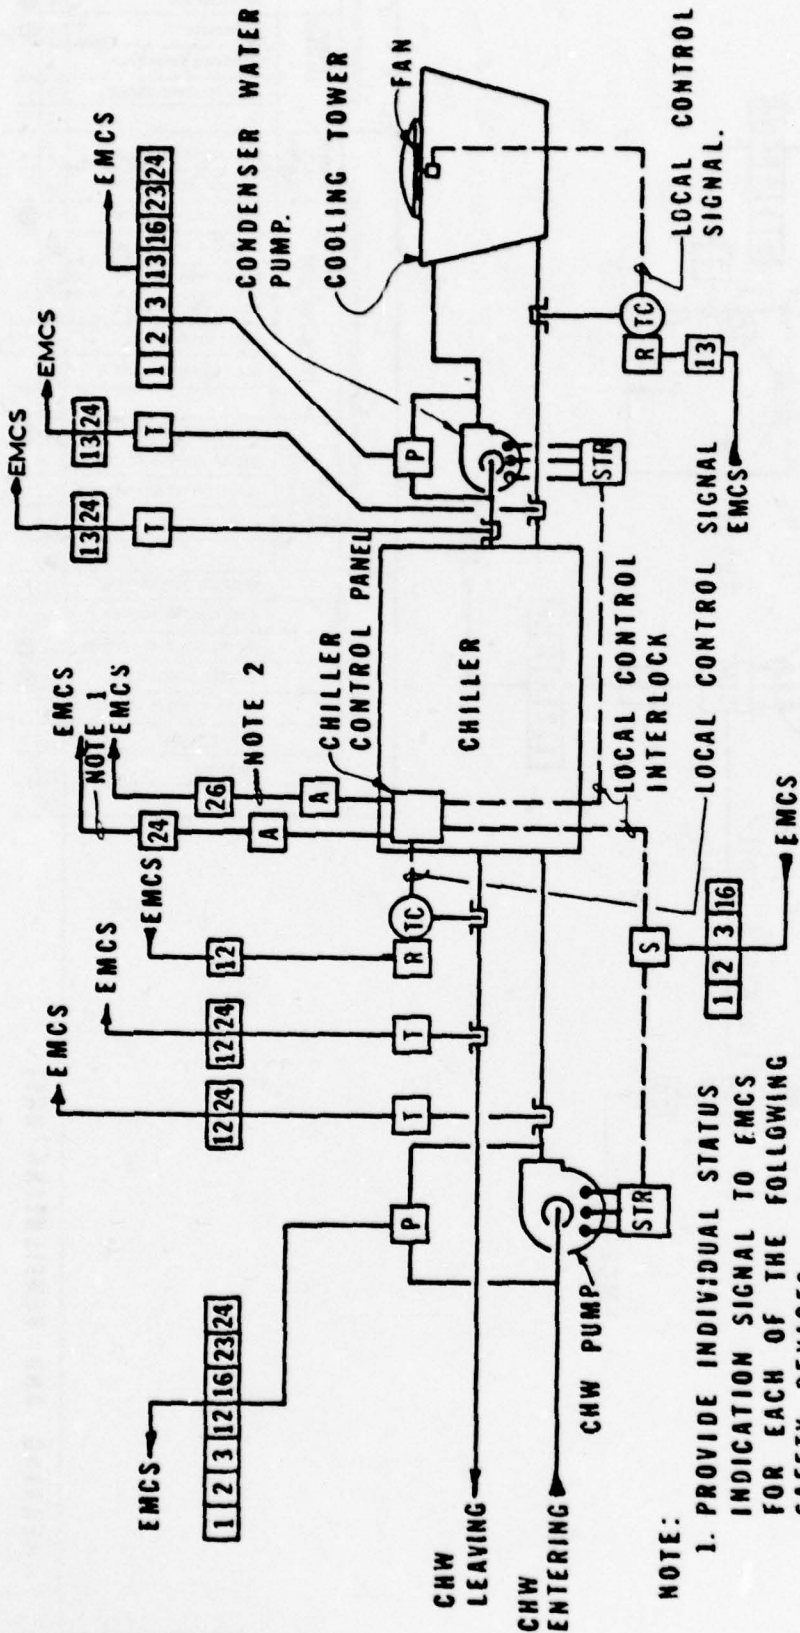 EMCS
1 2 3 12 16 23 24
P
EMCS
12 24
T
EMCS
12 24
T
EMCS
12
R TC
EMCS
NOTE 1
24
A
EMCS
26
NOTE 2
A
CHILLER
CONTROL PANEL
CHILLER
EMCS
13 24
T
EMCS
13 24
T
EMCS
1 2 3 13 16 23 24
P
CONDENSER WATER
PUMP.
COOLING TOWER
FAN
STR
R TC
13
EMCS
LOCAL CONTROL
SIGNAL.
LOCAL CONTROL
INTERLOCK
LOCAL CONTROL SIGNAL
S
1 2 3 16
EMCS
STR
CHW PUMP
CHW
LEAVING
CHW
ENTERING
NOTE:
1. PROVIDE INDIVIDUAL STATUS
INDICATION SIGNAL TO EMCS
FOR EACH OF THE FOLLOWING